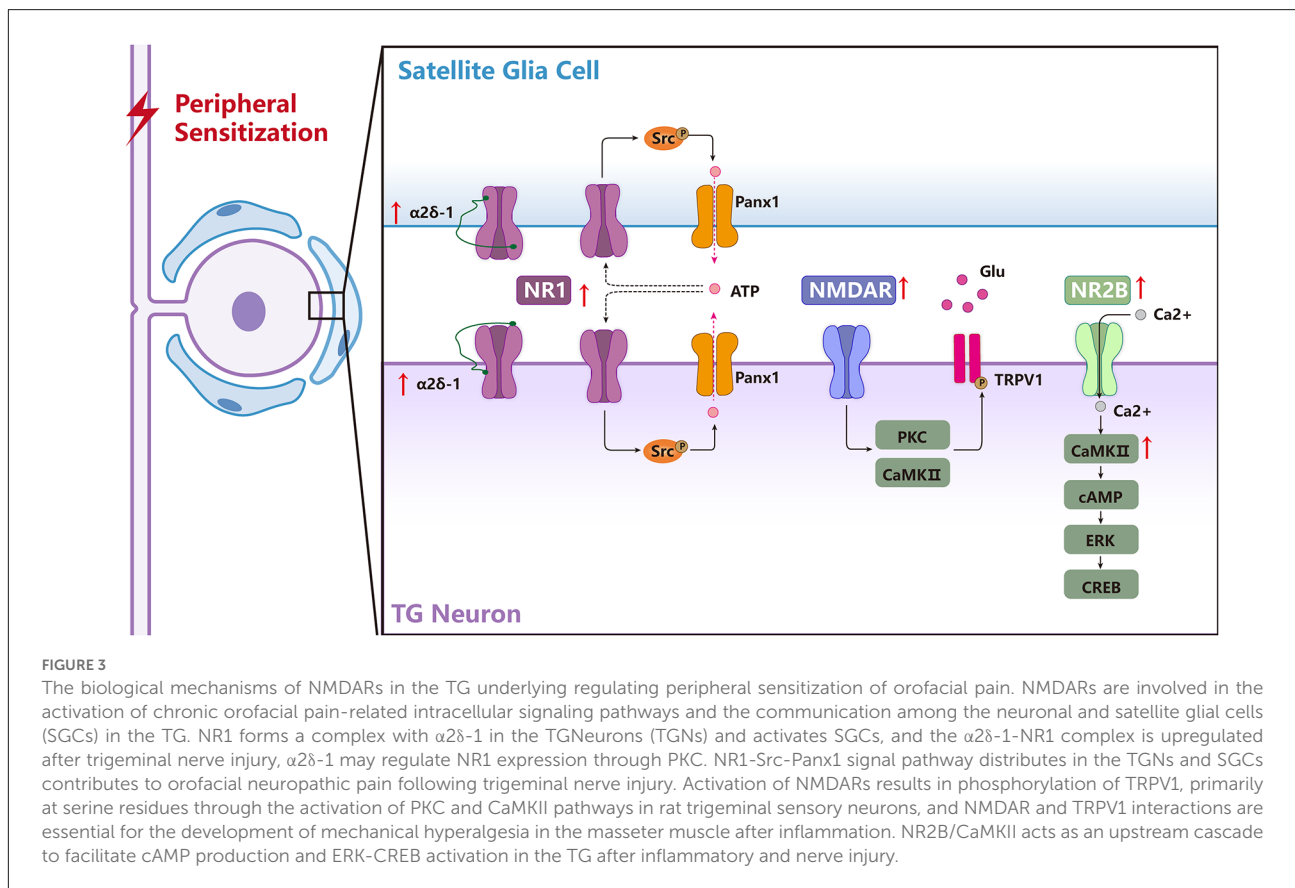 Peripheral
Sensitization
Satellite Glia Cell
Src
P
Panx1
↑ α2δ-1
NR1 ↑
ATP
NMDAR ↑
Glu
NR2B ↑
Ca2+
↑ α2δ-1
Panx1
P
TRPV1
Ca2+
Src
P
PKC
CaMKⅡ
CaMKⅡ ↑
cAMP
ERK
CREB
TG Neuron
FIGURE 3
The biological mechanisms of NMDARs in the TG underlying regulating peripheral sensitization of orofacial pain. NMDARs are involved in the
activation of chronic orofacial pain-related intracellular signaling pathways and the communication among the neuronal and satellite glial cells
(SGCs) in the TG. NR1 forms a complex with α2δ-1 in the TGNeurons (TGNs) and activates SGCs, and the α2δ-1-NR1 complex is upregulated
after trigeminal nerve injury, α2δ-1 may regulate NR1 expression through PKC. NR1-Src-Panx1 signal pathway distributes in the TGNs and SGCs
contributes to orofacial neuropathic pain following trigeminal nerve injury. Activation of NMDARs results in phosphorylation of TRPV1, primarily
at serine residues through the activation of PKC and CaMKII pathways in rat trigeminal sensory neurons, and NMDAR and TRPV1 interactions are
essential for the development of mechanical hyperalgesia in the masseter muscle after inflammation. NR2B/CaMKII acts as an upstream cascade
to facilitate cAMP production and ERK-CREB activation in the TG after inflammatory and nerve injury.